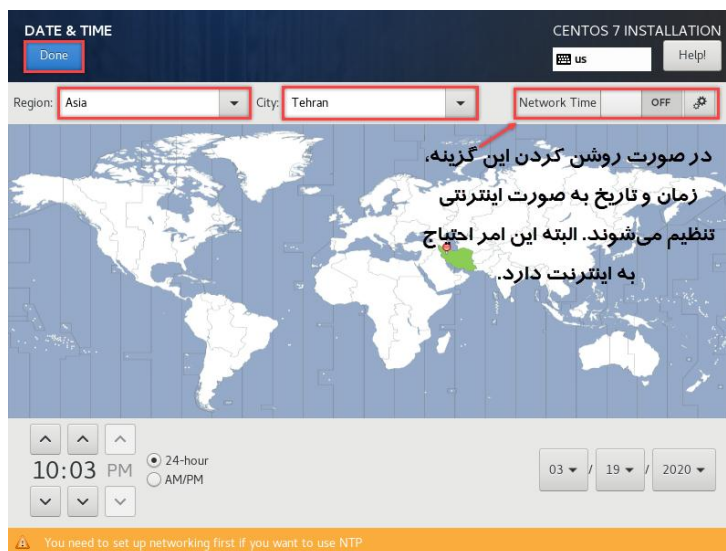 DATE & TIME
CENTOS 7 INSTALLATION
Done
us
Help!
Region: Asia City: Tehran Network Time OFF
در صورت روشن کردن این گزینه،
زمان و تاریخ به صورت اینترنتی
تنظیم می‌شوند. البته این امر احتیاج
به اینترنت دارد.
10:03 PM
24-hour
AM/PM
03 / 19 / 2020
You need to set up networking first if you want to use NTP